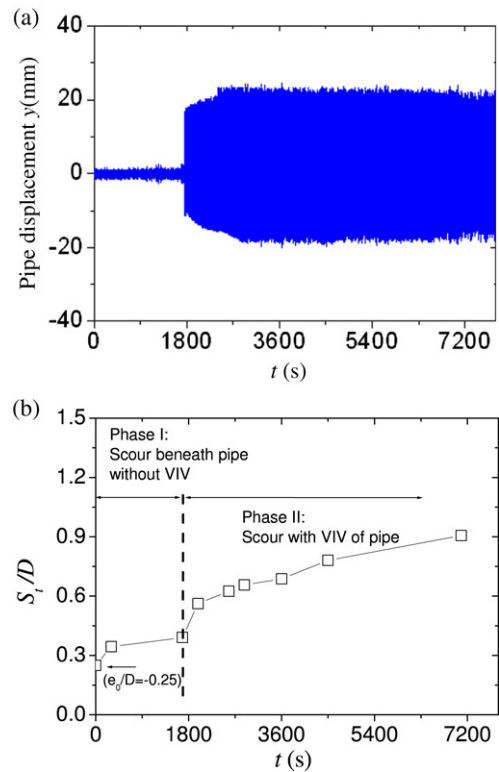 (a)
40
20
0
-20
-40
Pipe displacement y(mm)
0 1800 3600 5400 7200
t (s)
(b)
1.5
1.2
0.9
0.6
0.3
0.0
S_t/D
Phase I:
Scour beneath pipe
without VIV
Phase II:
Scour with VIV of pipe
(e_0/D=-0.25)
0 1800 3600 5400 7200
t (s)